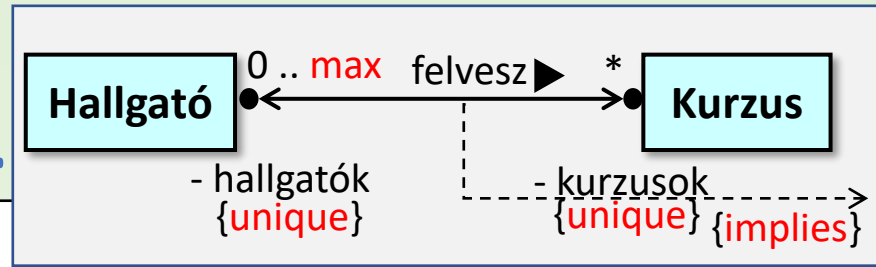 0 .. max felvesz ▶ *
Hallgató Kurzus
- hallgatók - kurzusok
{unique} {unique} {implies}